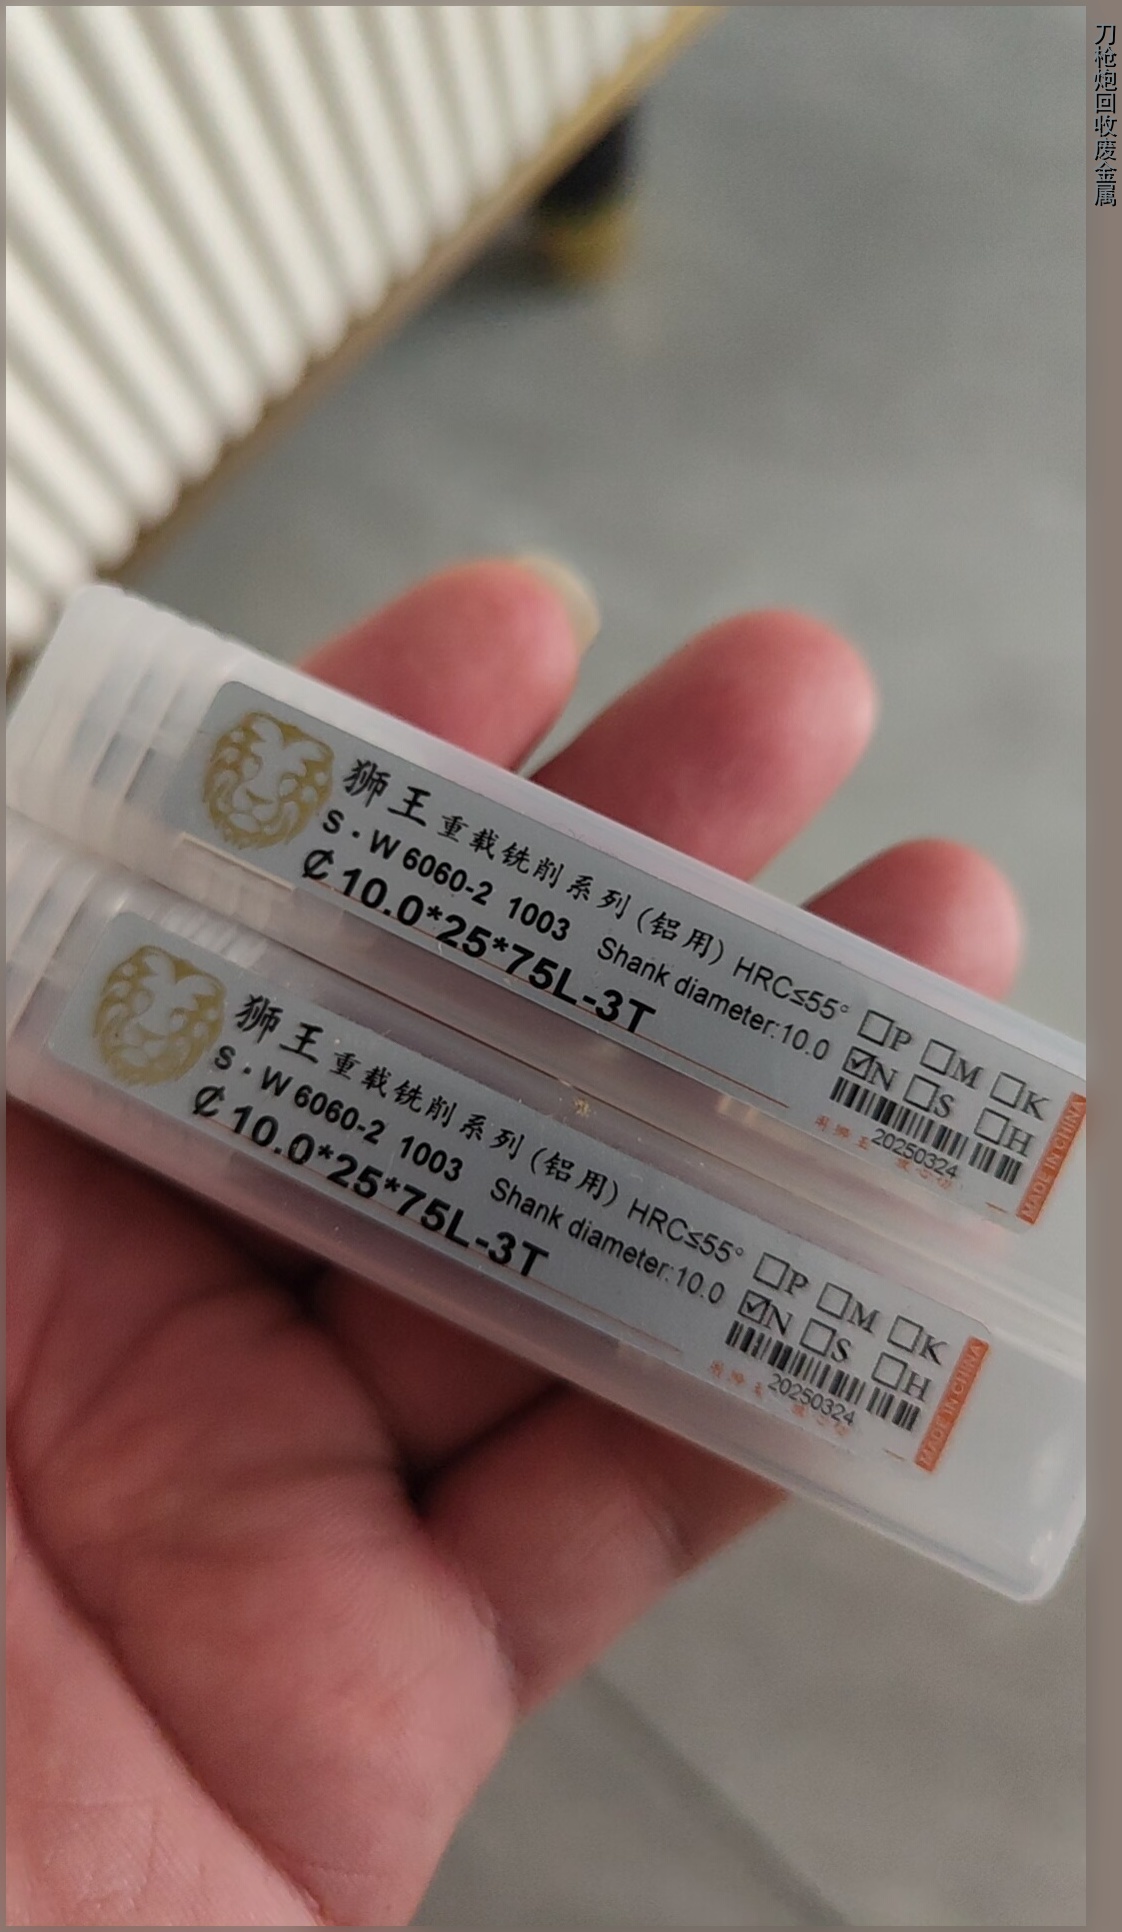 刀枪炮回收废金属
狮王重载铣削系列(铝用) HRC≤55°
S·W 6060-2 1003 Shank diameter:10.0
₵10.0*25*75L-3T
□P □M □K
☑N □S □H
20250324
MADE IN CHINA
狮王重载铣削系列(铝用) HRC≤55°
S·W 6060-2 1003 Shank diameter:10.0
₵10.0*25*75L-3T
□P □M □K
☑N □S □H
20250324
MADE IN CHINA